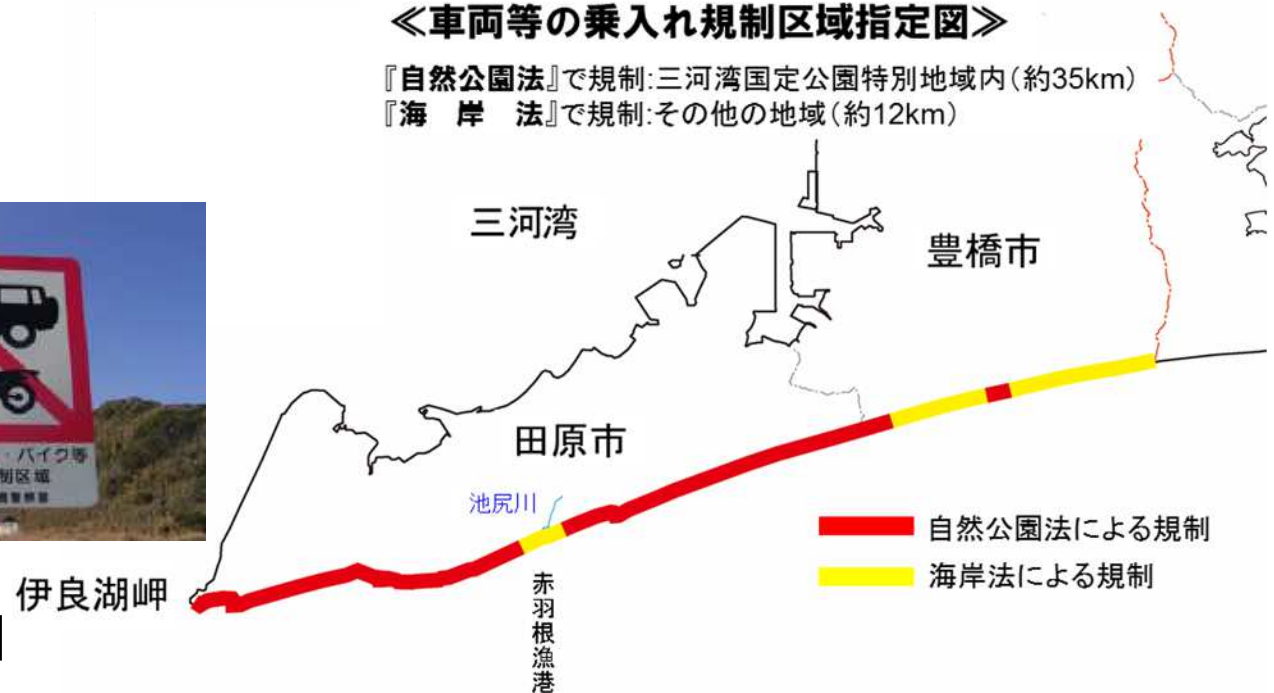 ≪車両等の乗入れ規制区域指定図≫
『自然公園法』で規制:三河湾国定公園特別地域内(約35km)
『海　岸　法』で規制:その他の地域(約12km)
三河湾
豊橋市
田原市
池尻川
・バイク等
制区域
伊良湖岬
赤羽根漁港
自然公園法による規制
海岸法による規制